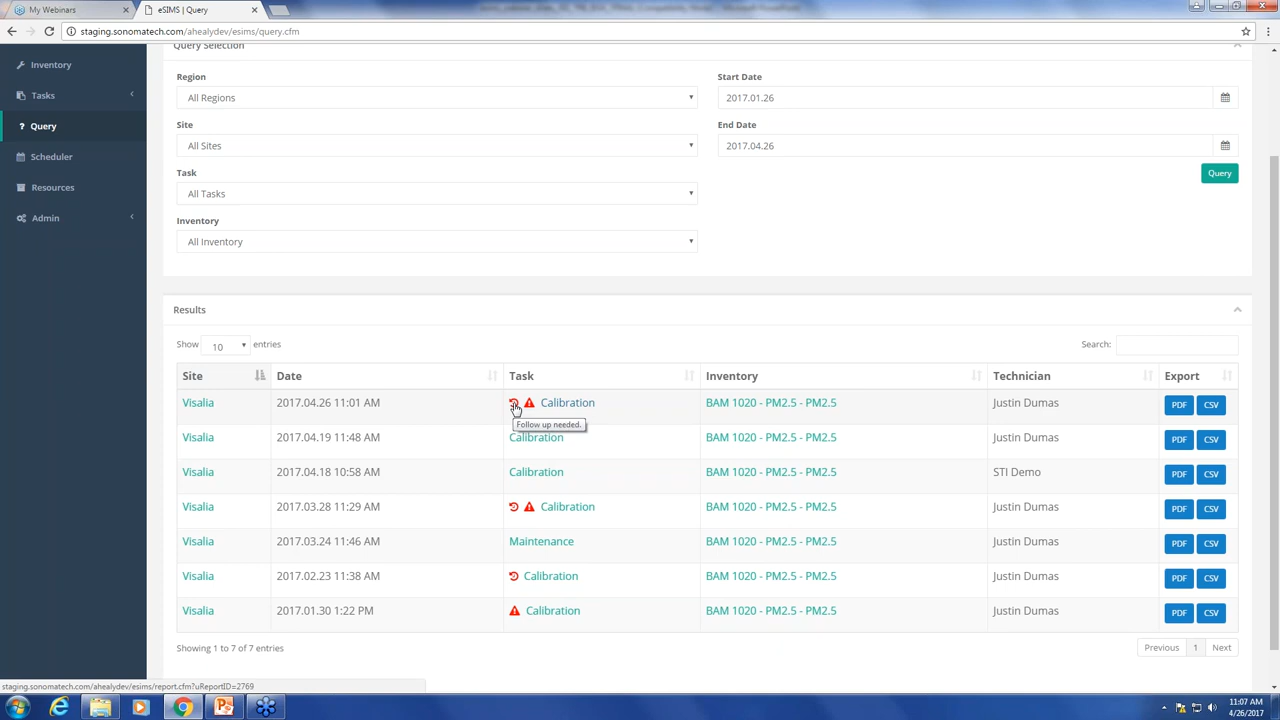 My Webinars
eSIMS | Query
staging.sonomatech.com/ahealydev/esims/query.cfm
Inventory
Tasks
Query
Scheduler
Resources
Admin
Query Selection
Region
All Regions
Site
All Sites
Task
All Tasks
Inventory
All Inventory
Start Date
2017.01.26
End Date
2017.04.26
Query
Results
Show 10 entries
Search:
Site Date Task Inventory Technician Export
Visalia 2017.04.26 11:01 AM Calibration BAM 1020 - PM2.5 - PM2.5 Justin Dumas PDF CSV
Follow up needed.
Visalia 2017.04.19 11:48 AM Calibration BAM 1020 - PM2.5 - PM2.5 Justin Dumas PDF CSV
Visalia 2017.04.18 10:58 AM Calibration BAM 1020 - PM2.5 - PM2.5 STI Demo PDF CSV
Visalia 2017.03.28 11:29 AM Calibration BAM 1020 - PM2.5 - PM2.5 Justin Dumas PDF CSV
Visalia 2017.03.24 11:46 AM Maintenance BAM 1020 - PM2.5 - PM2.5 Justin Dumas PDF CSV
Visalia 2017.02.23 11:38 AM Calibration BAM 1020 - PM2.5 - PM2.5 Justin Dumas PDF CSV
Visalia 2017.01.30 1:22 PM Calibration BAM 1020 - PM2.5 - PM2.5 Justin Dumas PDF CSV
Showing 1 to 7 of 7 entries
Previous 1 Next
staging.sonomatech.com/ahealydev/esims/report.cfm?uReportID=2769
11:07 AM
4/26/2017